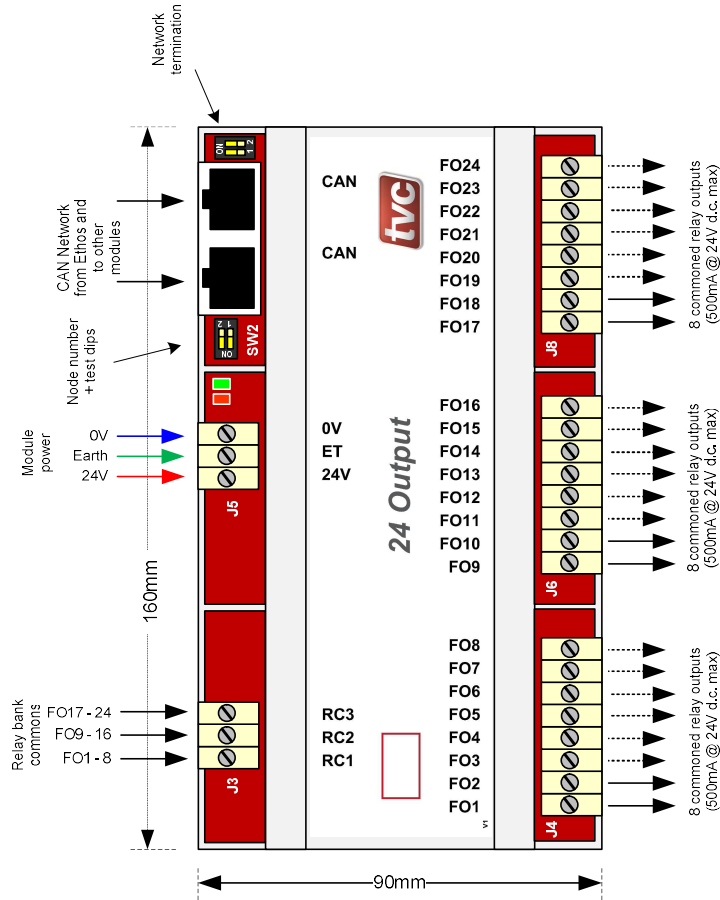 Network
termination
CAN Network
from Ethos and
to other
modules
Node number
+ test dips
Module
power
0V
Earth
24V
160mm
Relay bank
commons
FO17 - 24
FO9 - 16
FO1 - 8
ON
1 2
SW2
ON
1 2
J5
J3
CAN
CAN
tvc
0V
ET
24V
24 Output
RC3
RC2
RC1
V1
FO24
FO23
FO22
FO21
FO20
FO19
FO18
FO17
J8
8 commoned relay outputs
(500mA @ 24V d.c. max)
FO16
FO15
FO14
FO13
FO12
FO11
FO10
FO9
J6
8 commoned relay outputs
(500mA @ 24V d.c. max)
FO8
FO7
FO6
FO5
FO4
FO3
FO2
FO1
J4
8 commoned relay outputs
(500mA @ 24V d.c. max)
90mm